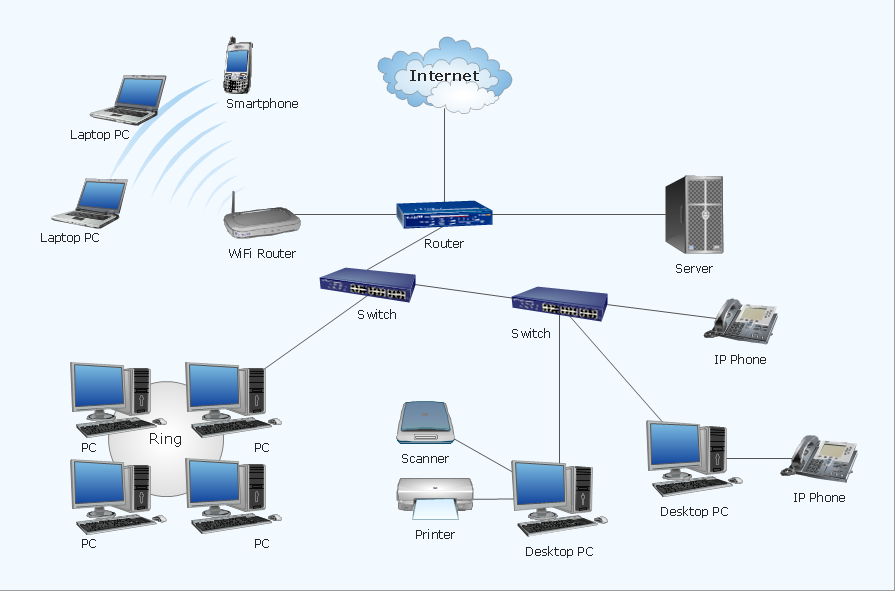 Internet
Smartphone
Laptop PC
Laptop PC
WiFi Router
Router
Server
Switch
Switch
IP Phone
PC
Ring
PC
Scanner
PC
PC
Printer
Desktop PC
Desktop PC
IP Phone